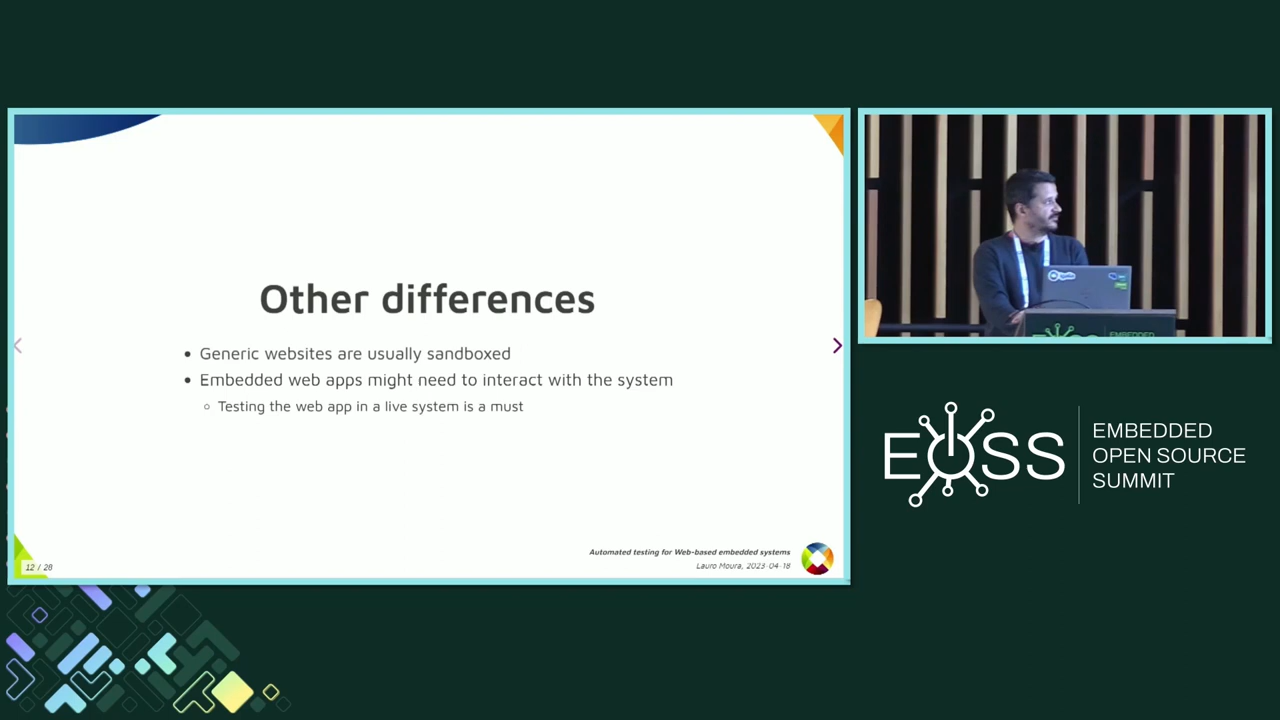 Other differences
Generic websites are usually sandboxed
Embedded web apps might need to interact with the system
Testing the web app in a live system is a must
Automated testing for Web-based embedded systems
Lauro Moura, 2023-04-18
12 / 28
EOSS
EMBEDDED
OPEN SOURCE
SUMMIT
EMBEDDED